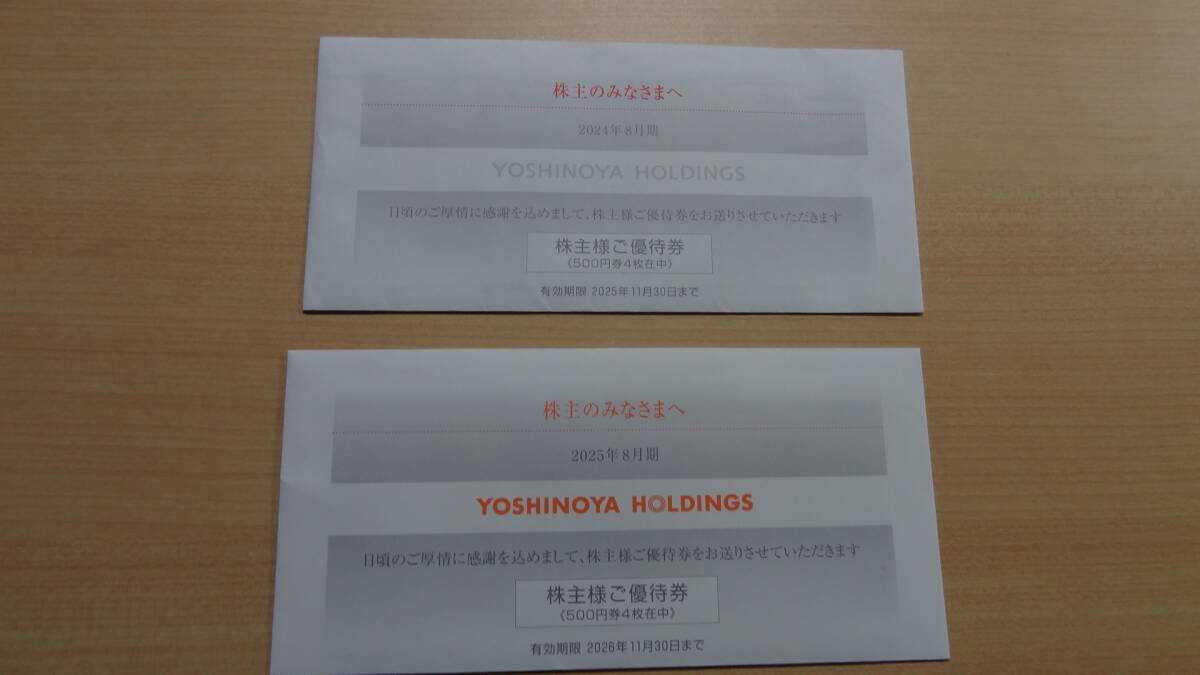 株主のみなさまへ
2024年8月期
YOSHINOYA HOLDINGS
日頃のご厚情に感謝を込めまして、株主様ご優待券をお送りさせていただきます
株主様ご優待券
《500円券4枚在中》
有効期限 2025年11月30日まで
株主のみなさまへ
2025年8月期
YOSHINOYA HOLDINGS
日頃のご厚情に感謝を込めまして、株主様ご優待券をお送りさせていただきます
株主様ご優待券
《500円券4枚在中》
有効期限 2026年11月30日まで